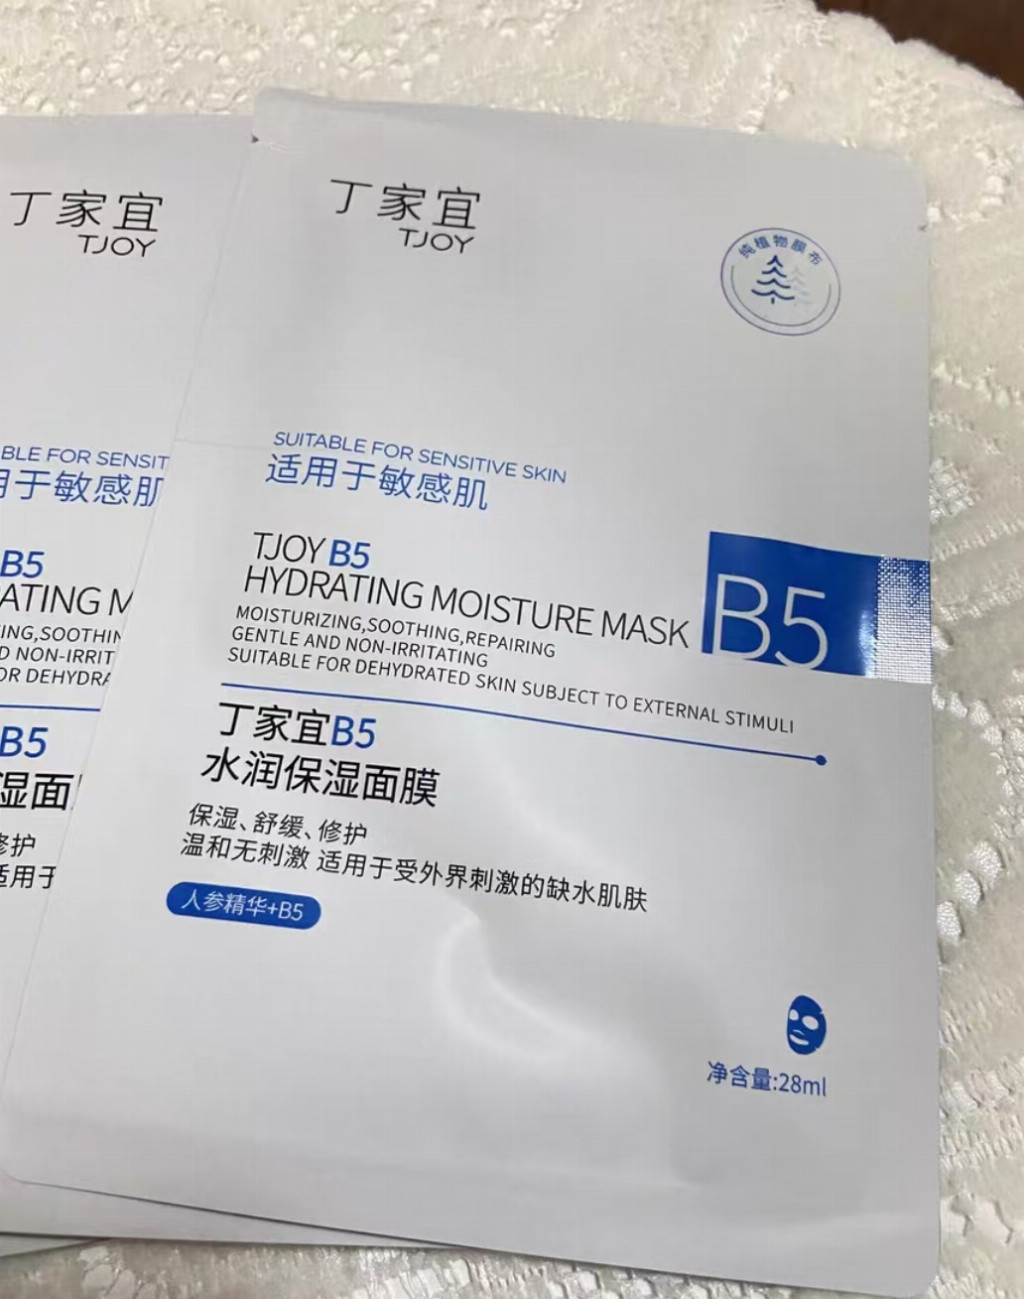 丁家宜
TJOY
BLE FOR SENSIT
用于敏感肌
B5
ATING M
ING,SOOTHIN
D NON-IRRIT
OR DEHYDRA
B5
湿面
修护
适用于
丁家宜
TJOY
纯植物膜布
SUITABLE FOR SENSITIVE SKIN
适用于敏感肌
TJOY B5
HYDRATING MOISTURE MASK
B5
MOISTURIZING,SOOTHING,REPAIRING
GENTLE AND NON-IRRITATING
SUITABLE FOR DEHYDRATED SKIN SUBJECT TO EXTERNAL STIMULI
丁家宜B5
水润保湿面膜
保湿、舒缓、修护
温和无刺激 适用于受外界刺激的缺水肌肤
人参精华+B5
净含量:28ml